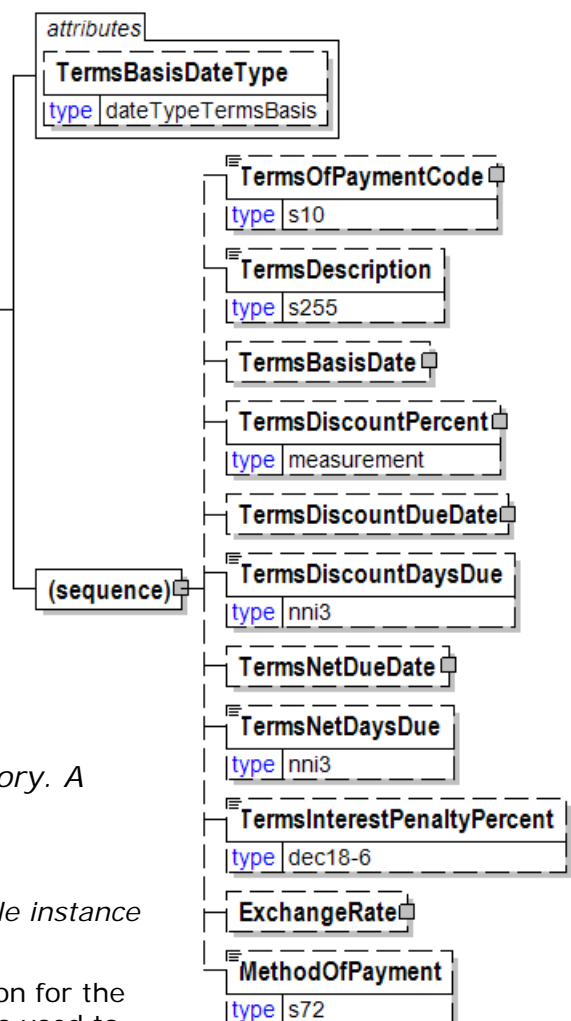 attributes
TermsBasisDateType
type dateTypeTermsBasis
TermsOfPaymentCode
type s10
TermsDescription
type s255
TermsBasisDate
TermsDiscountPercent
type measurement
TermsDiscountDueDate
(sequence)
TermsDiscountDaysDue
type nni3
TermsNetDueDate
TermsNetDaysDue
type nni3
ory. A
TermsInterestPenaltyPercent
type dec18-6
le instance
ExchangeRate
on for the
MethodOfPayment
type s72